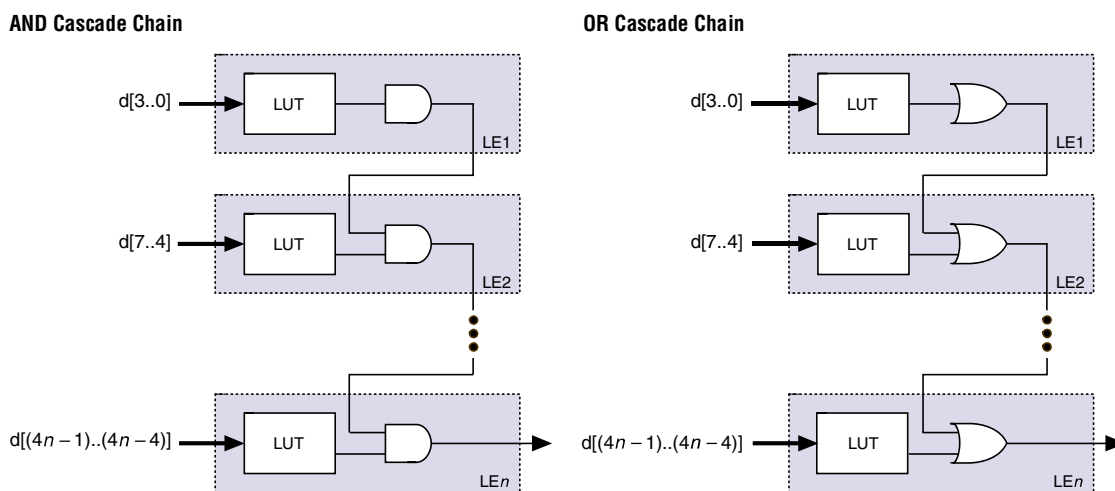 AND Cascade Chain
OR Cascade Chain
d[3..0]
LUT
LE1
d[3..0]
LUT
LE1
d[7..4]
LUT
LE2
d[7..4]
LUT
LE2
d[(4n – 1)..(4n – 4)]
LUT
LEn
d[(4n – 1)..(4n – 4)]
LUT
LEn